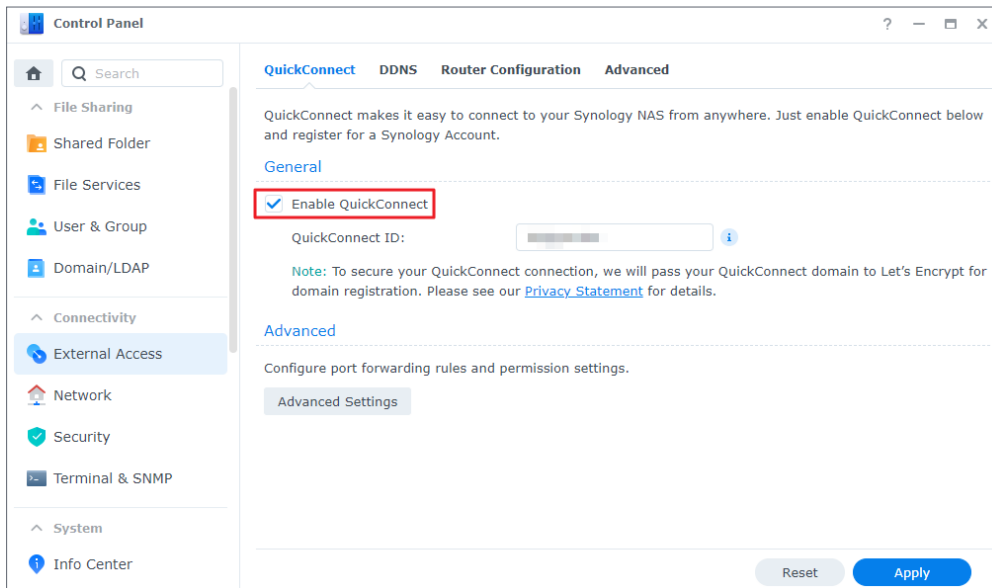 Control Panel
?
Search
File Sharing
Shared Folder
File Services
User & Group
Domain/LDAP
Connectivity
External Access
Network
Security
Terminal & SNMP
System
Info Center
QuickConnect DDNS Router Configuration Advanced
QuickConnect makes it easy to connect to your Synology NAS from anywhere. Just enable QuickConnect below
and register for a Synology Account.
General
Enable QuickConnect
QuickConnect ID:
Note: To secure your QuickConnect connection, we will pass your QuickConnect domain to Let's Encrypt for
domain registration. Please see our Privacy Statement for details.
Advanced
Configure port forwarding rules and permission settings.
Advanced Settings
Reset Apply